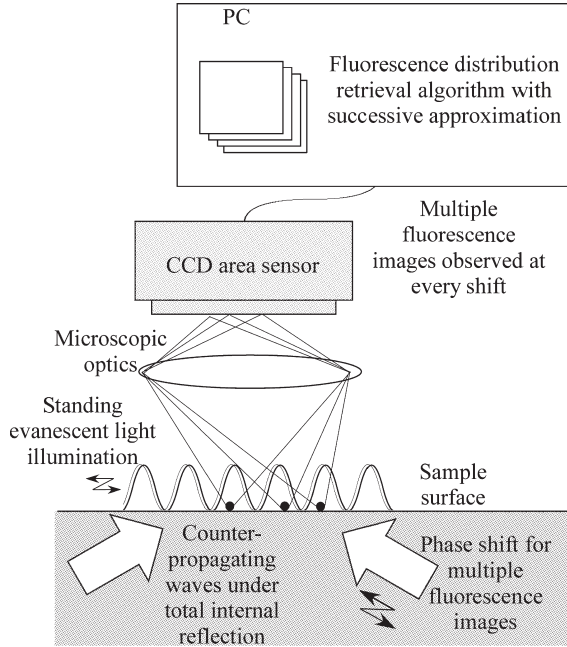 PC
Fluorescence distribution
retrieval algorithm with
successive approximation
CCD area sensor
Multiple
fluorescence
images observed at
every shift
Microscopic
optics
Standing
evanescent light
illumination
Sample
surface
Counter-
propagating
waves under
total internal
reflection
Phase shift for
multiple
fluorescence
images